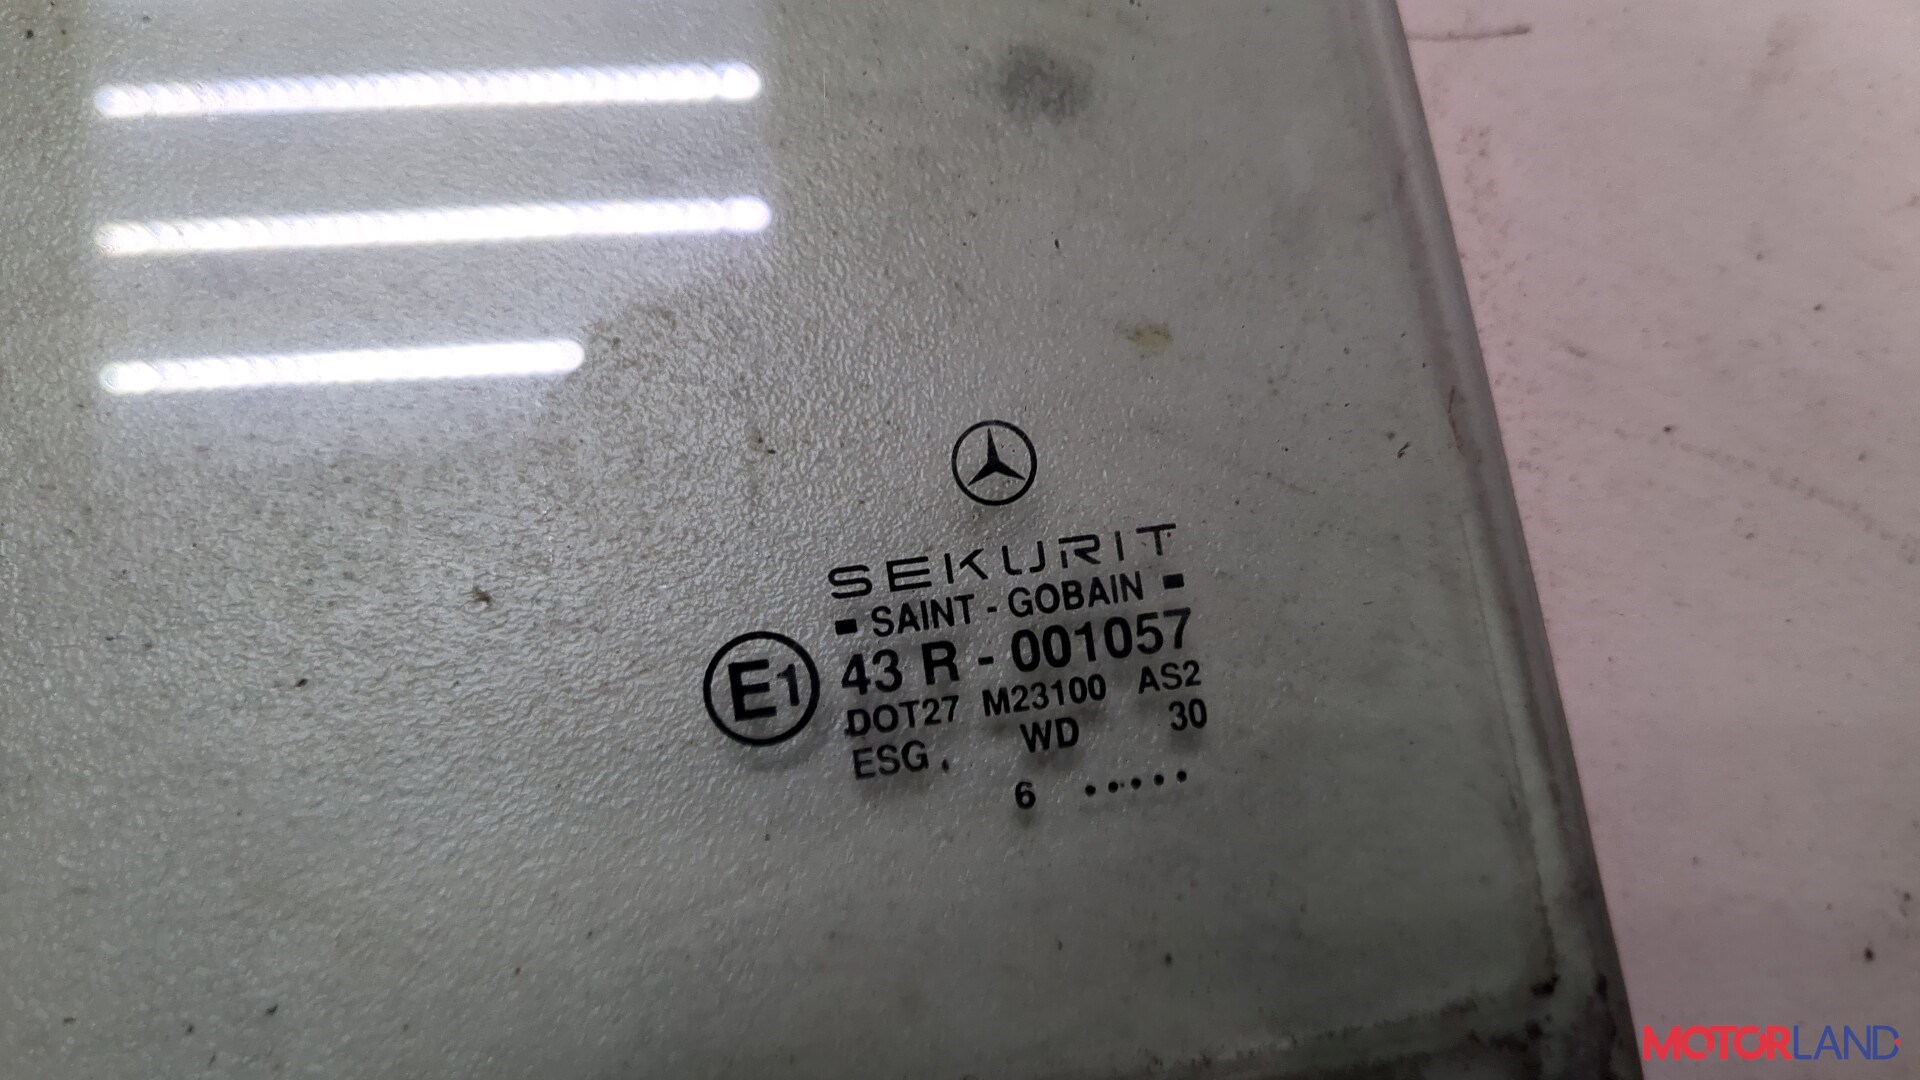 SEKURIT
SAINT - GOBAIN
E1
43 R - 001057
DOT27 M23100 AS2
ESG. WD 30
6 .....
MOTORLAND